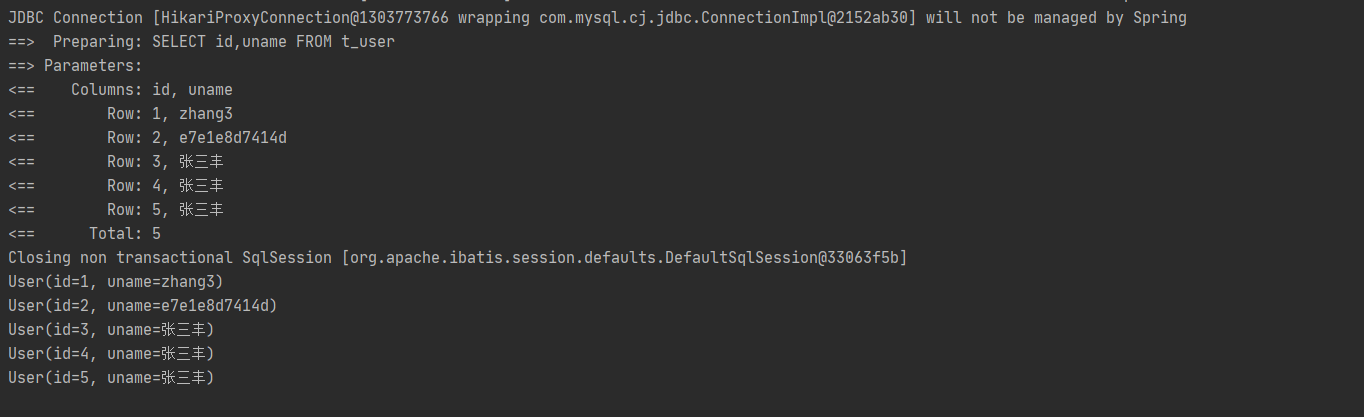 JDBC Connection [HikariProxyConnection@1303773766 wrapping com.mysql.cj.jdbc.ConnectionImpl@2152ab30] will not be managed by Spring
==>  Preparing: SELECT id,uname FROM t_user
==> Parameters:
<==    Columns: id, uname
<==        Row: 1, zhang3
<==        Row: 2, e7e1e8d7414d
<==        Row: 3, 张三丰
<==        Row: 4, 张三丰
<==        Row: 5, 张三丰
<==      Total: 5
Closing non transactional SqlSession [org.apache.ibatis.session.defaults.DefaultSqlSession@33063f5b]
User(id=1, uname=zhang3)
User(id=2, uname=e7e1e8d7414d)
User(id=3, uname=张三丰)
User(id=4, uname=张三丰)
User(id=5, uname=张三丰)